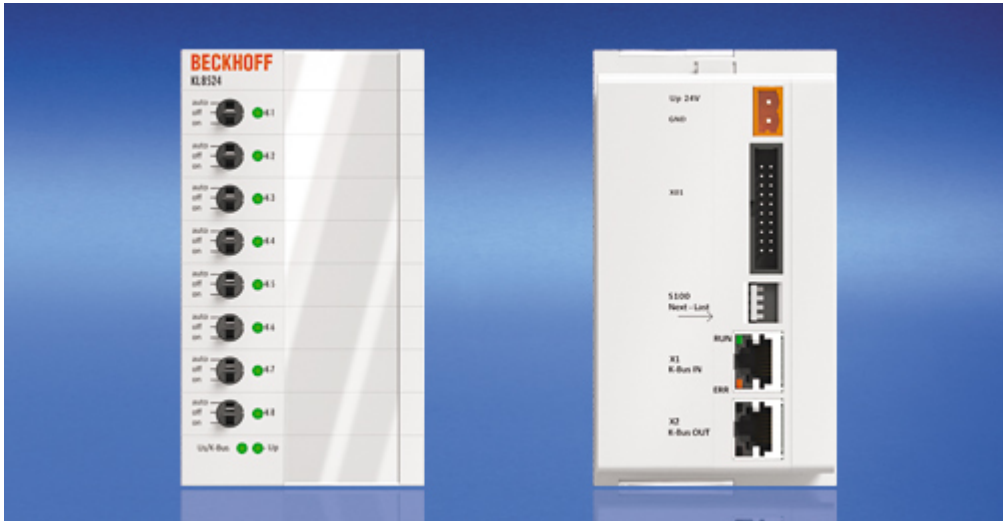 BECKHOFF
KL8524
auto
off
on
4.1
auto
off
on
4.2
auto
off
on
4.3
auto
off
on
4.4
auto
off
on
4.5
auto
off
on
4.6
auto
off
on
4.7
auto
off
on
4.8
Us/K-Bus
Up
Up 24V
GND
X01
S100
Next - Last
RUN
X1
K-Bus IN
ERR
X2
K-Bus OUT